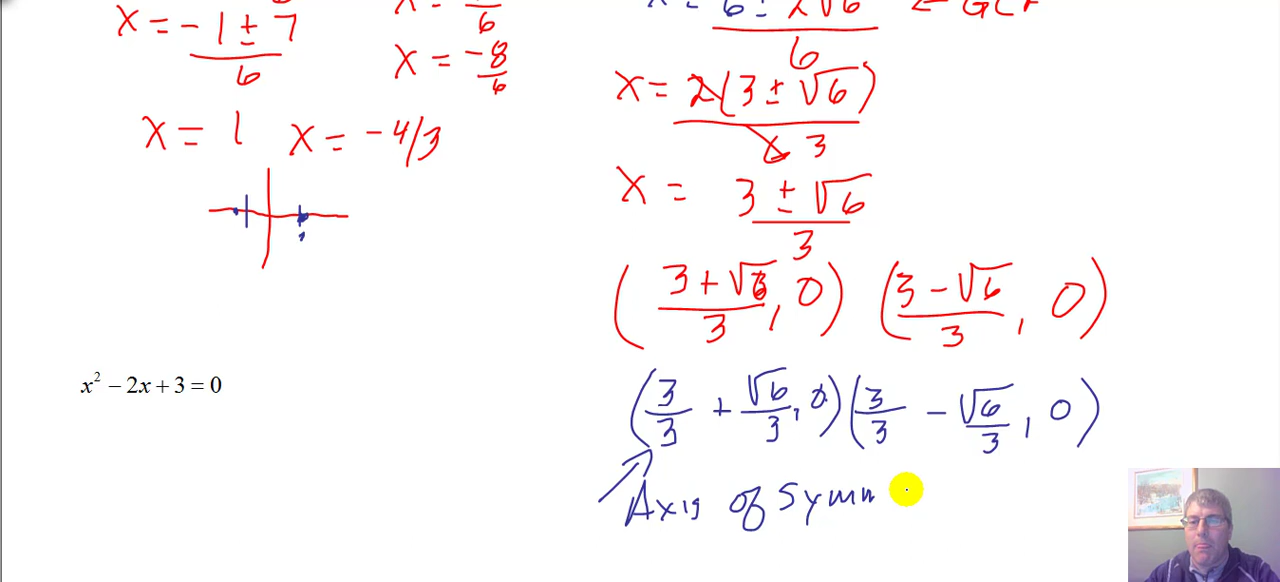 x = -1 ± 7 / 6
x = -8/6
x = 1 x = -4/3
x² − 2x + 3 = 0
6
x = 2(3 ± √6) / 3
x = 3 ± √6 / 3
(3 + √6 / 3, 0) (3 - √6 / 3, 0)
(3/3 + √6/3, 0) (3/3 - √6/3, 0)
Axis of Symm